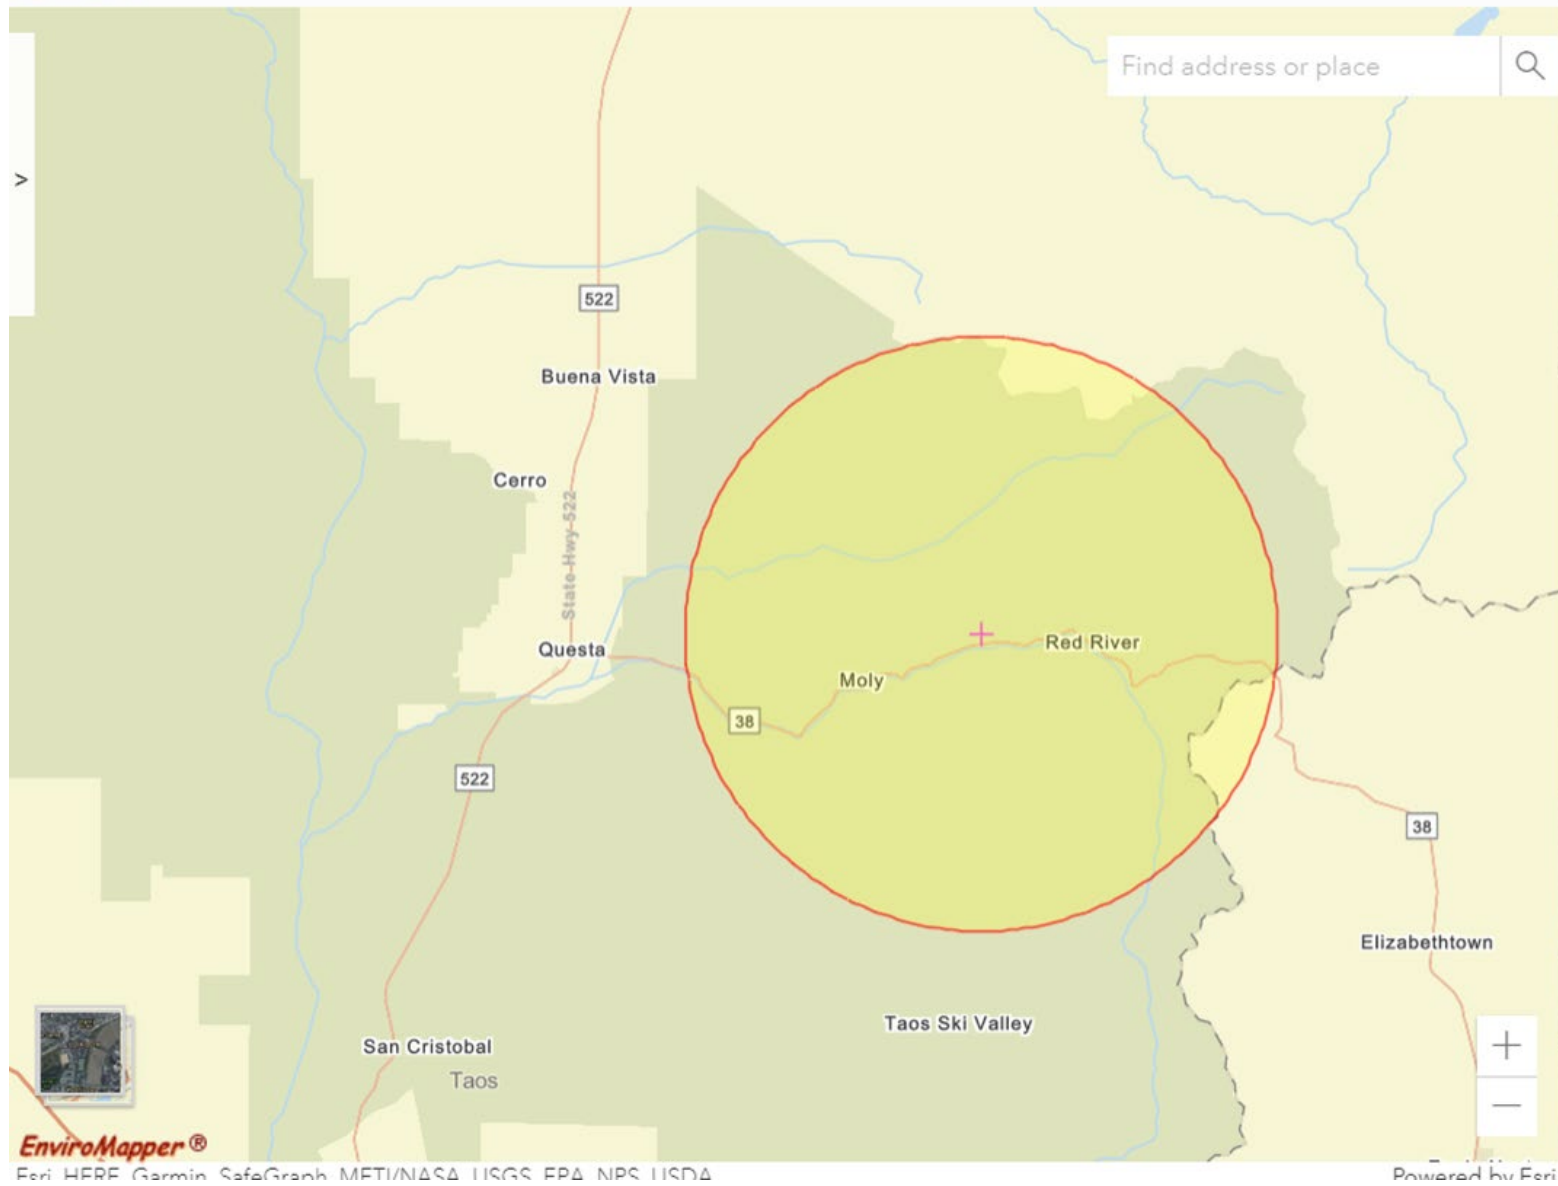 Find address or place
>
522
Buena Vista
Cerro
State Hwy 522
Questa
Red River
Moly
38
522
38
Elizabethtown
Taos Ski Valley
San Cristobal
Taos
+
−
EnviroMapper ®
Esri, HERE, Garmin, SafeGraph, METI/NASA, USGS, EPA, NPS, USDA
Powered by Esri